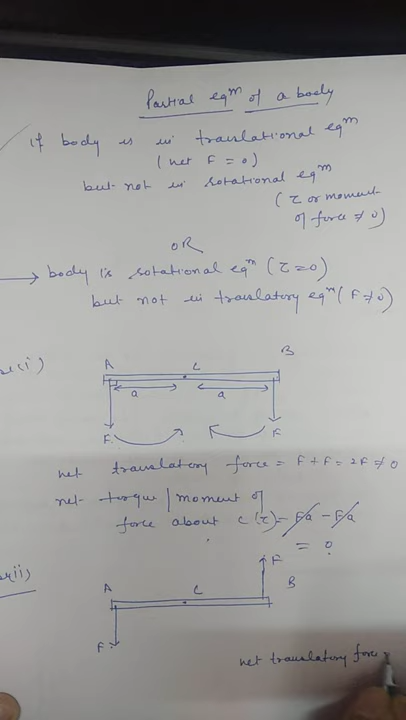 Partial eqm of a body
if body is in translational eqm
(net F = 0)
but not in rotational eqm
(τ or moment
of force ≠ 0)
OR
→ body is rotational eqm (τ = 0)
but not in translatory eqm (F ≠ 0)
(i)
A C B
a a
F F
net translatory force = F + F = 2F ≠ 0
net torque | moment of
force about C (τ) = Fa - Fa
= 0
(ii)
F
A C B
F
net translatory force